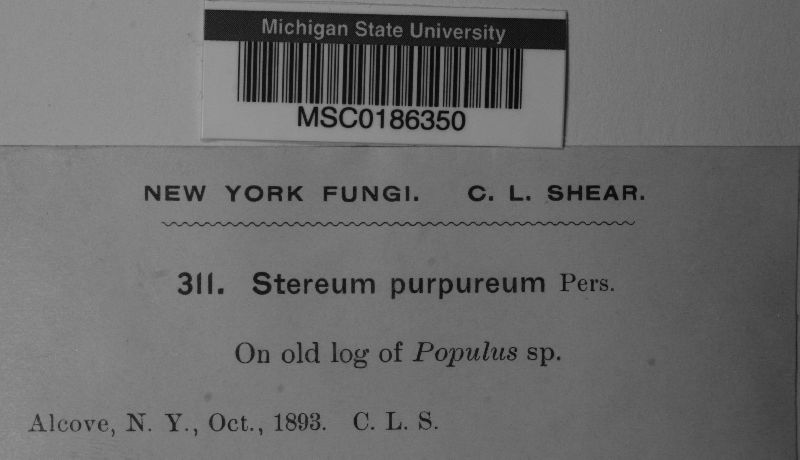 Michigan State University
MSC0186350
NEW YORK FUNGI. C. L. SHEAR.
311. Stereum purpureum Pers.
On old log of Populus sp.
Alcove, N. Y., Oct., 1893. C. L. S.